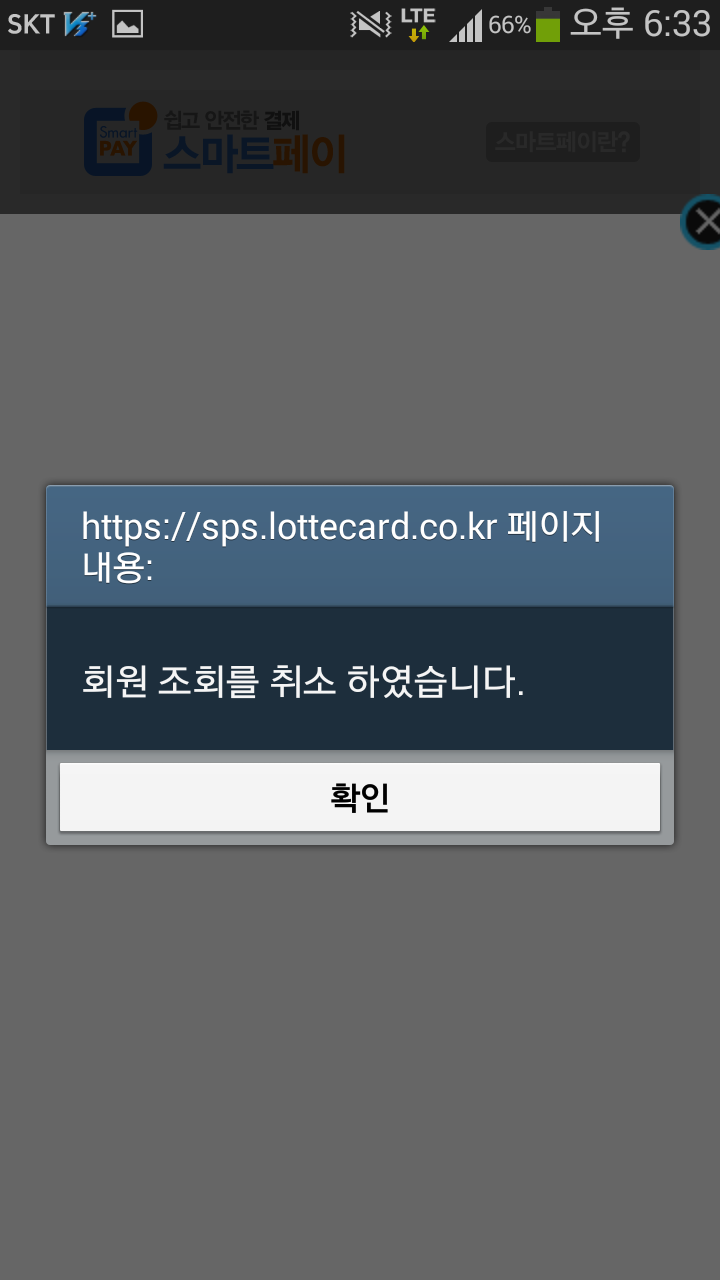 SKT LTE 66% 오후 6:33
쉽고 안전한 결제
Smart
PAY
스마트페이
스마트페이란?
https://sps.lottecard.co.kr 페이지
내용:
회원 조회를 취소 하였습니다.
확인